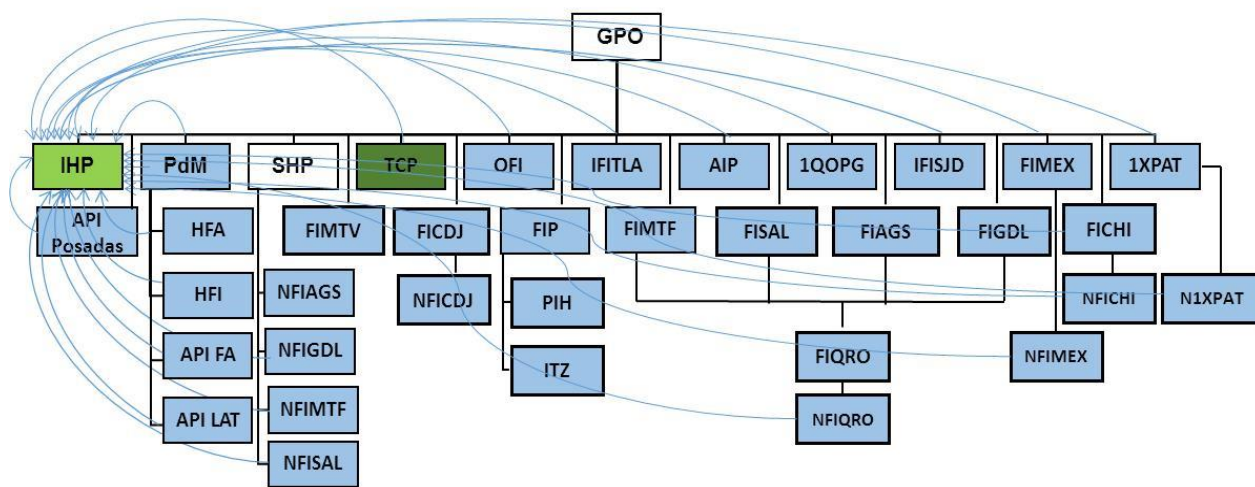 GPO
IHP
PdM
SHP
TCP
OFI
IFITLA
AIP
1QOPG
IFISJD
FIMEX
1XPAT
API
Posadas
HFA
FIMTV
FICDJ
FIP
FIMTF
FISAL
FiAGS
FIGDL
FICHI
HFI
NFIAGS
NFICDJ
PIH
NFICHI
N1XPAT
API FA
NFIGDL
ITZ
FIQRO
NFIMEX
API LAT
NFIMTF
NFIQRO
NFISAL